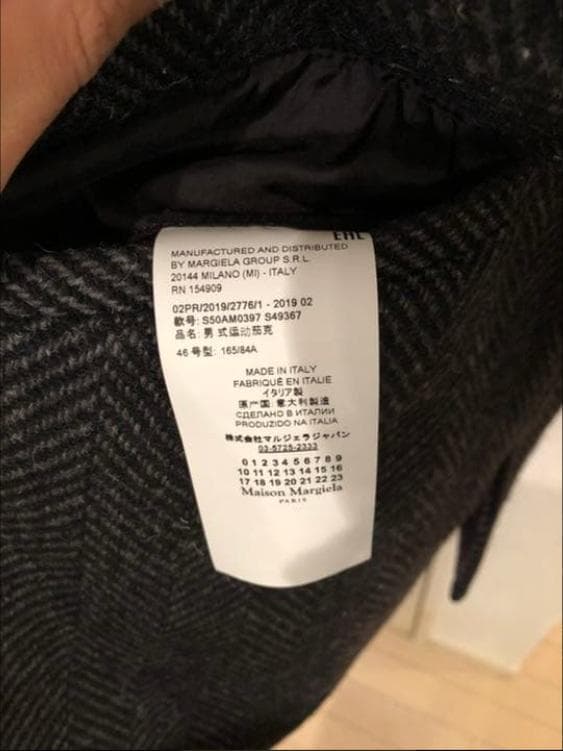 EAC
MANUFACTURED AND DISTRIBUTED
BY MARGIELA GROUP S.R.L.
20144 MILANO (MI) - ITALY
RN 154909
02PR/2019/2776/1 - 2019 02
款号: S50AM0397 S49367
品名: 男式运动茄克
46 号型: 165/84A
MADE IN ITALY
FABRIQUÉ EN ITALIE
イタリア製
原产国: 意大利製造
СДЕЛАНО В ИТАЛИИ
PRODUZIDO NA ITALIA
株式会社マルジェラジャパン
03-5725-2333
0 1 2 3 4 5 6 7 8 9
10 11 12 13 14 15 16
17 18 19 20 21 22 23
Maison Margiela
PARIS